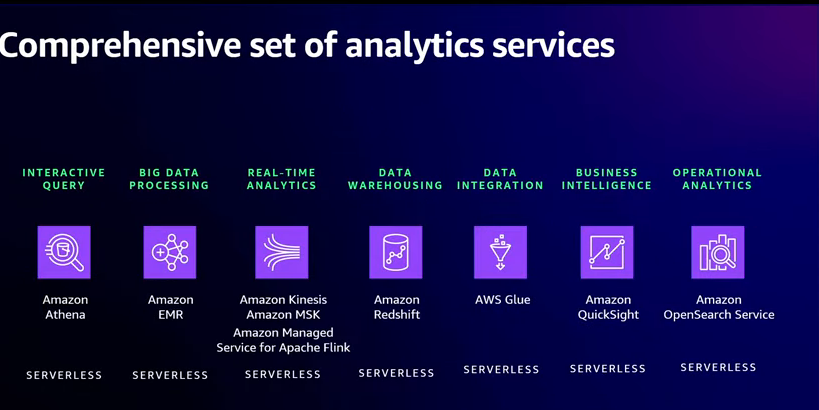 Comprehensive set of analytics services
INTERACTIVE
QUERY
BIG DATA
PROCESSING
REAL-TIME
ANALYTICS
DATA
WAREHOUSING
DATA
INTEGRATION
BUSINESS
INTELLIGENCE
OPERATIONAL
ANALYTICS
Amazon
Athena
Amazon
EMR
Amazon Kinesis
Amazon MSK
Amazon Managed
Service for Apache Flink
Amazon
Redshift
AWS Glue
Amazon
QuickSight
Amazon
OpenSearch Service
SERVERLESS
SERVERLESS
SERVERLESS
SERVERLESS
SERVERLESS
SERVERLESS
SERVERLESS